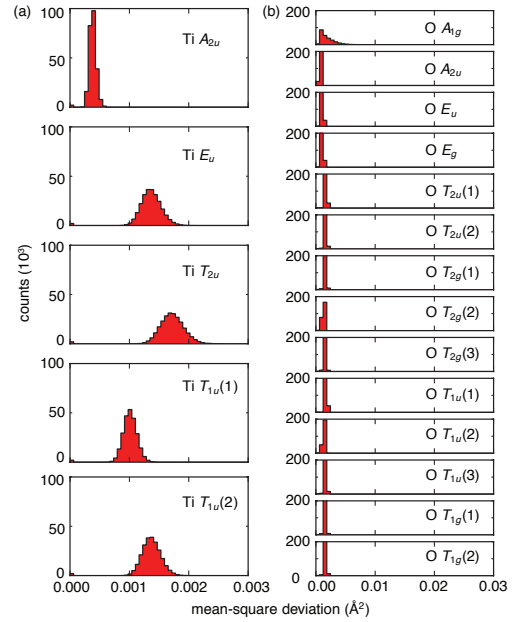 (a)
100
50
0
Ti A2u
100
50
0
Ti Eu
100
50
0
Ti T2u
100
50
0
Ti T1u(1)
100
50
0
Ti T1u(2)
0.000 0.001 0.002 0.003
counts (10³)
(b)
200
O A1g
200
O A2u
200
O Eu
200
O Eg
200
O T2u(1)
200
O T2u(2)
200
O T2g(1)
200
O T2g(2)
200
O T2g(3)
200
O T1u(1)
200
O T1u(2)
200
O T1u(3)
200
O T1g(1)
200
O T1g(2)
0
0.00 0.01 0.02 0.03
mean-square deviation (Å²)